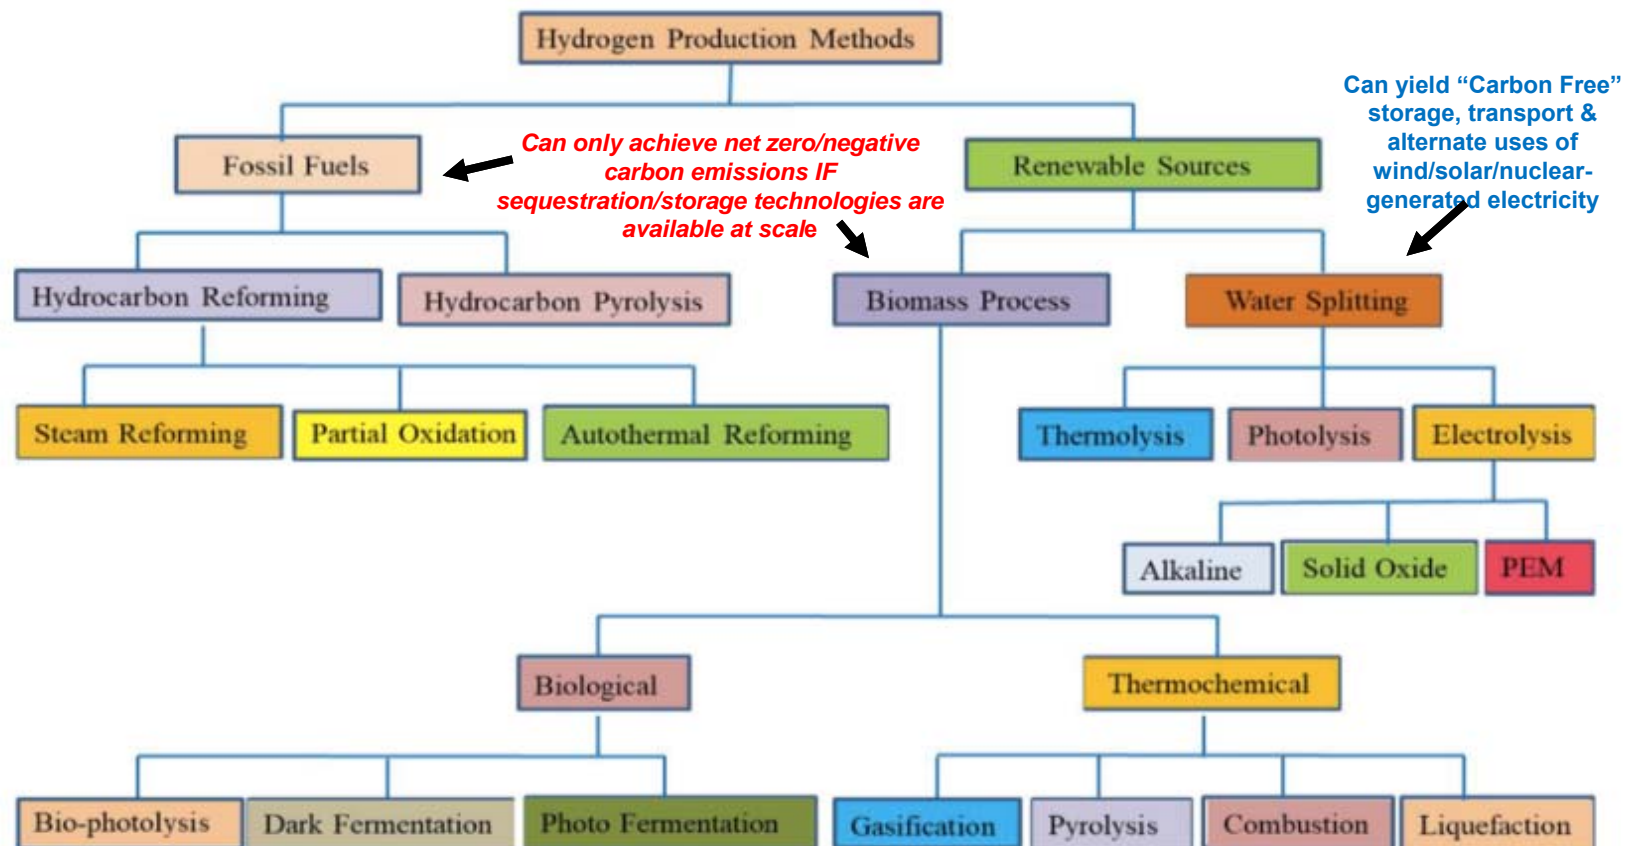 Hydrogen Production Methods
Can yield “Carbon Free”
storage, transport &
alternate uses of
wind/solar/nuclear-
generated electricity
Fossil Fuels
Can only achieve net zero/negative
carbon emissions IF
sequestration/storage technologies are
available at scale
Renewable Sources
Hydrocarbon Reforming
Hydrocarbon Pyrolysis
Biomass Process
Water Splitting
Steam Reforming
Partial Oxidation
Autothermal Reforming
Thermolysis
Photolysis
Electrolysis
Alkaline
Solid Oxide
PEM
Biological
Thermochemical
Bio-photolysis
Dark Fermentation
Photo Fermentation
Gasification
Pyrolysis
Combustion
Liquefaction